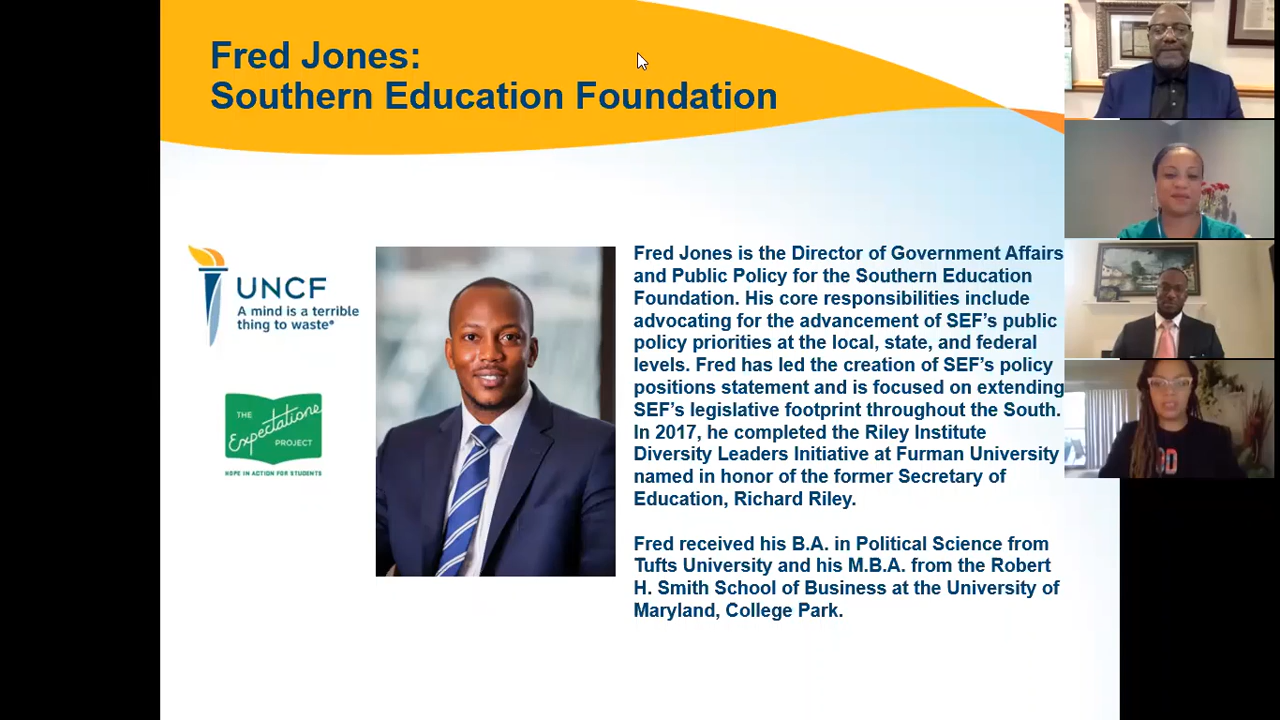 Fred Jones:
Southern Education Foundation
UNCF
A mind is a terrible
thing to waste®
THE
Expectations
PROJECT
HOPE IN ACTION FOR STUDENTS
Fred Jones is the Director of Government Affairs
and Public Policy for the Southern Education
Foundation. His core responsibilities include
advocating for the advancement of SEF's public
policy priorities at the local, state, and federal
levels. Fred has led the creation of SEF's policy
positions statement and is focused on extending
SEF's legislative footprint throughout the South.
In 2017, he completed the Riley Institute
Diversity Leaders Initiative at Furman University
named in honor of the former Secretary of
Education, Richard Riley.
Fred received his B.A. in Political Science from
Tufts University and his M.B.A. from the Robert
H. Smith School of Business at the University of
Maryland, College Park.